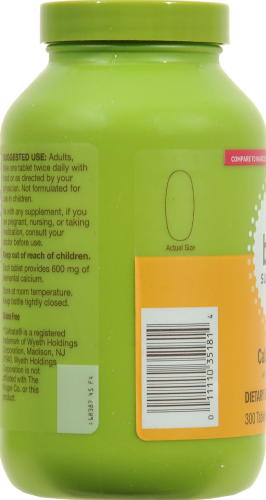 SUGGESTED USE: Adults,
one tablet twice daily with
food or as directed by your
physician. Not formulated for
use in children.
As with any supplement, if you
are pregnant, nursing, or taking
medication, consult your
doctor before use.
Keep out of reach of children.
Each tablet provides 600 mg of
elemental calcium.
Store at room temperature.
Keep bottle tightly closed.
Gluten Free
*Caltrate® is a registered
trademark of Wyeth Holdings
Corporation, Madison, NJ
07940. Wyeth Holdings
Corporation is not
affiliated with The
Kroger Co. or this
product.
Actual Size
0 11110 35181 4
COMPARE TO
DIETARY
300 Table